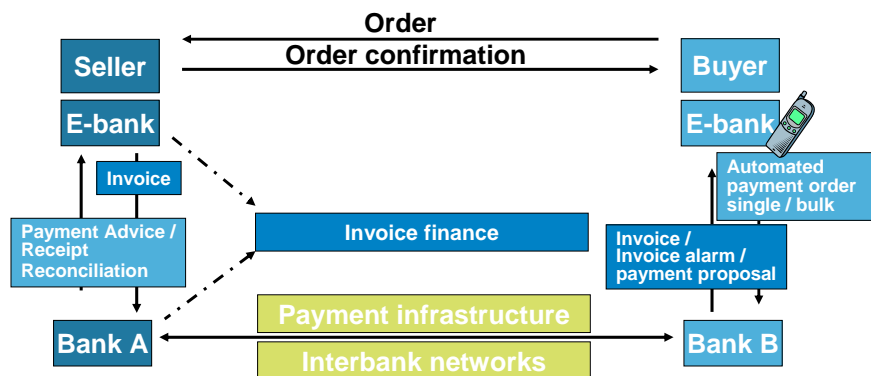 Order
Order confirmation
Seller
Buyer
E-bank
E-bank
Invoice
Automated
payment order
single / bulk
Payment Advice /
Receipt
Reconciliation
Invoice finance
Invoice /
Invoice alarm /
payment proposal
Payment infrastructure
Bank A
Bank B
Interbank networks